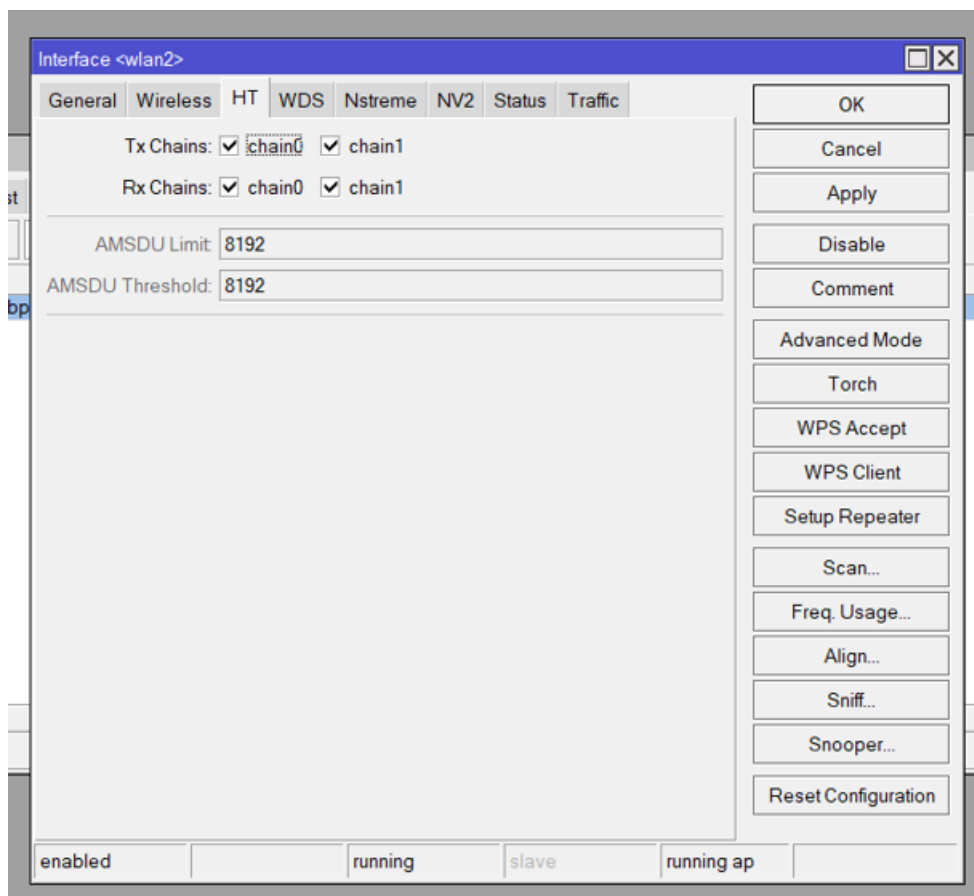 Interface <wlan2>
General Wireless HT WDS Nstreme NV2 Status Traffic
Tx Chains: chain0 chain1
Rx Chains: chain0 chain1
AMSDU Limit: 8192
AMSDU Threshold: 8192
OK
Cancel
Apply
Disable
Comment
Advanced Mode
Torch
WPS Accept
WPS Client
Setup Repeater
Scan...
Freq. Usage...
Align...
Sniff...
Snooper...
Reset Configuration
enabled running slave running ap
st
bp